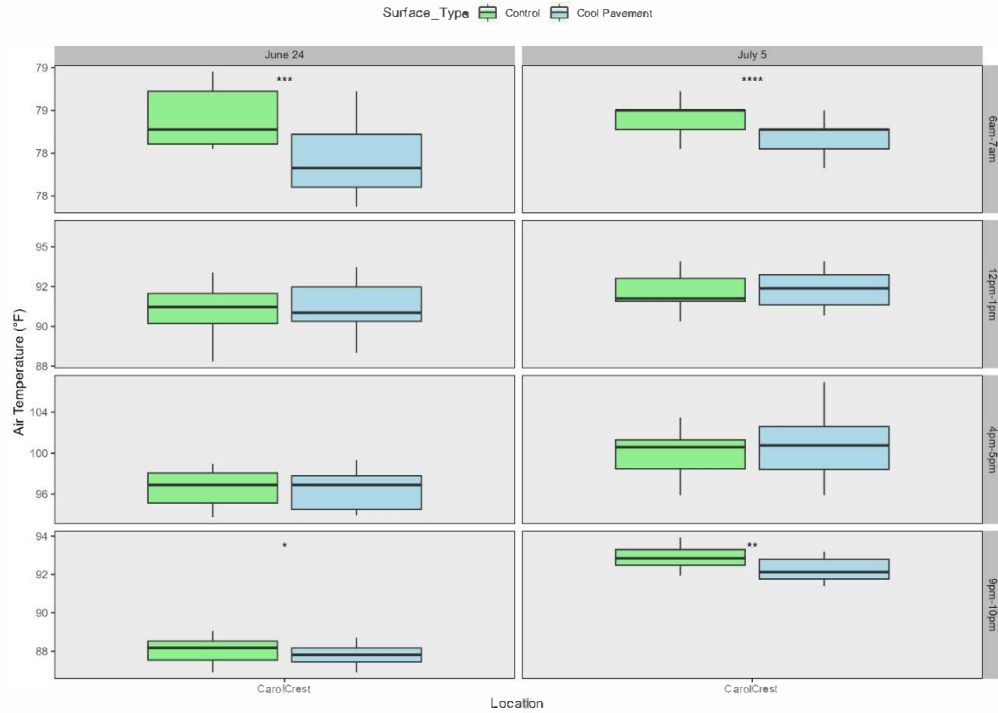 Surface_Type Control Cool Pavement
June 24 July 5
79
79
78
78
*** ****
6am-7am
95
92
90
88
12pm-1pm
Air Temperature (°F)
104
100
96
4pm-5pm
94
92
90
88
* **
9pm-10pm
CarolCrest CarolCrest
Location